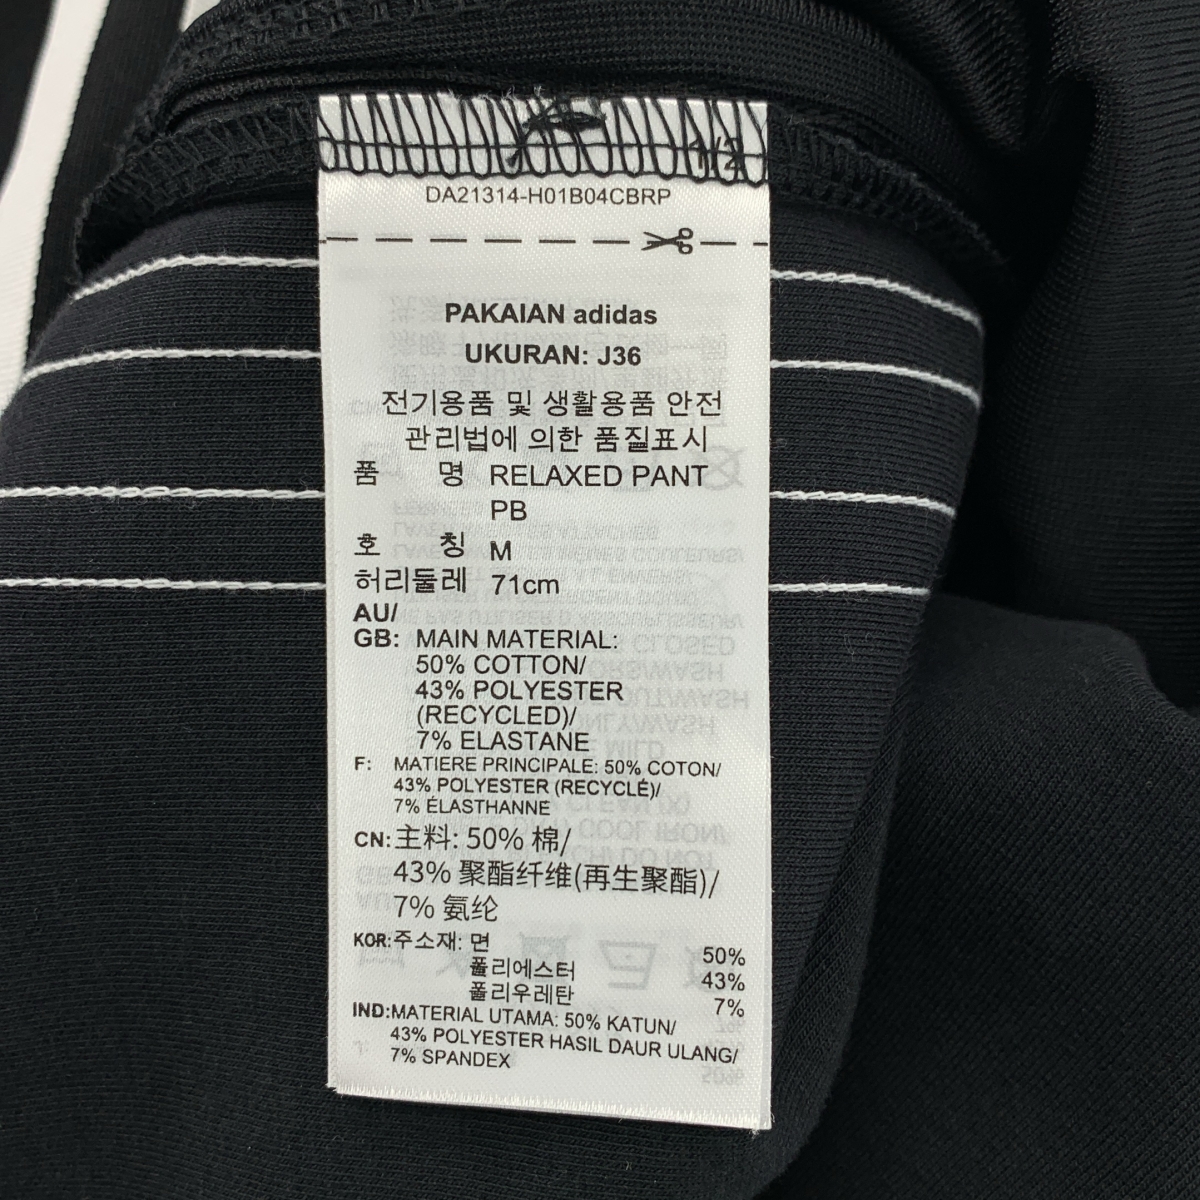 1/2
DA21314-H01B04CBRP
PAKAIAN adidas
UKURAN: J36
전기용품 및 생활용품 안전
관리법에 의한 품질표시
품 명 RELAXED PANT
PB
호 칭 M
허리둘레 71cm
AU/
GB: MAIN MATERIAL:
50% COTTON/
43% POLYESTER
(RECYCLED)/
7% ELASTANE
F: MATIERE PRINCIPALE: 50% COTON/
43% POLYESTER (RECYCLÉ)/
7% ÉLASTHANNE
CN: 主料: 50% 棉/
43% 聚酯纤维(再生聚酯)/
7% 氨纶
KOR: 주소재: 면 50%
폴리에스터 43%
폴리우레탄 7%
IND: MATERIAL UTAMA: 50% KATUN/
43% POLYESTER HASIL DAUR ULANG/
7% SPANDEX